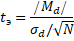 tэ = /Md/ / σd/√N